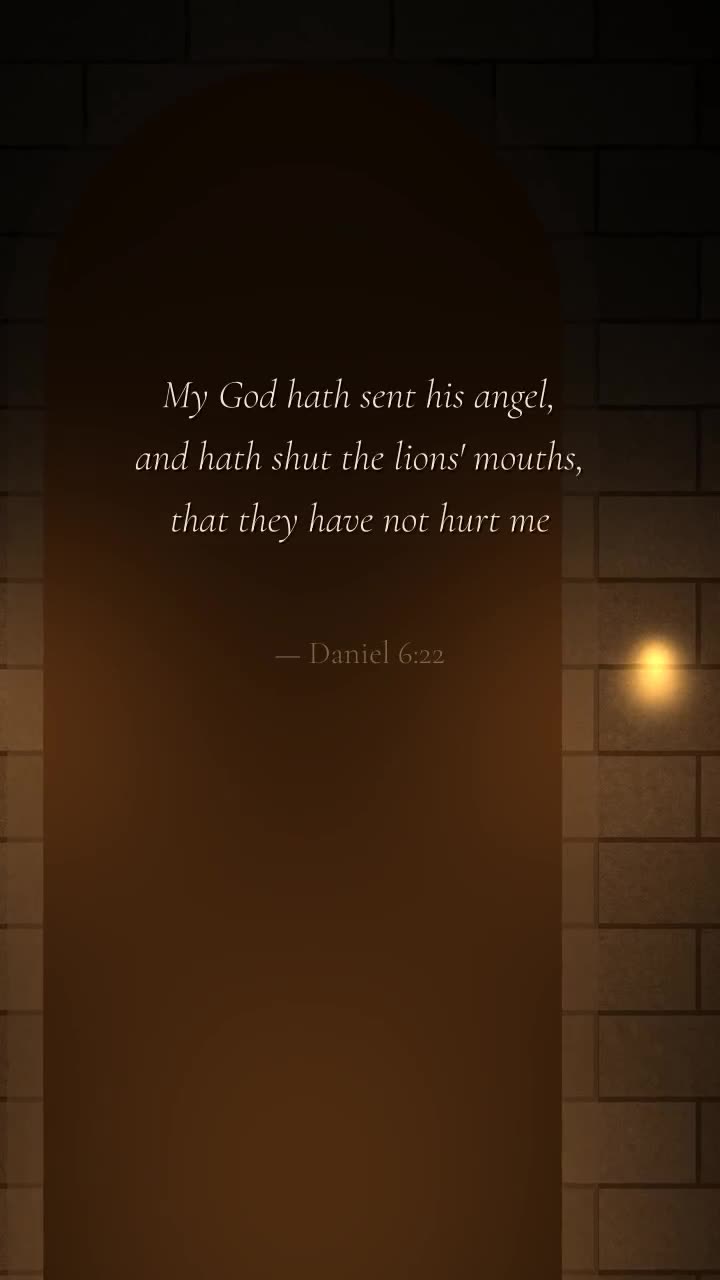 My God hath sent his angel,
and hath shut the lions' mouths,
that they have not hurt me
— Daniel 6:22